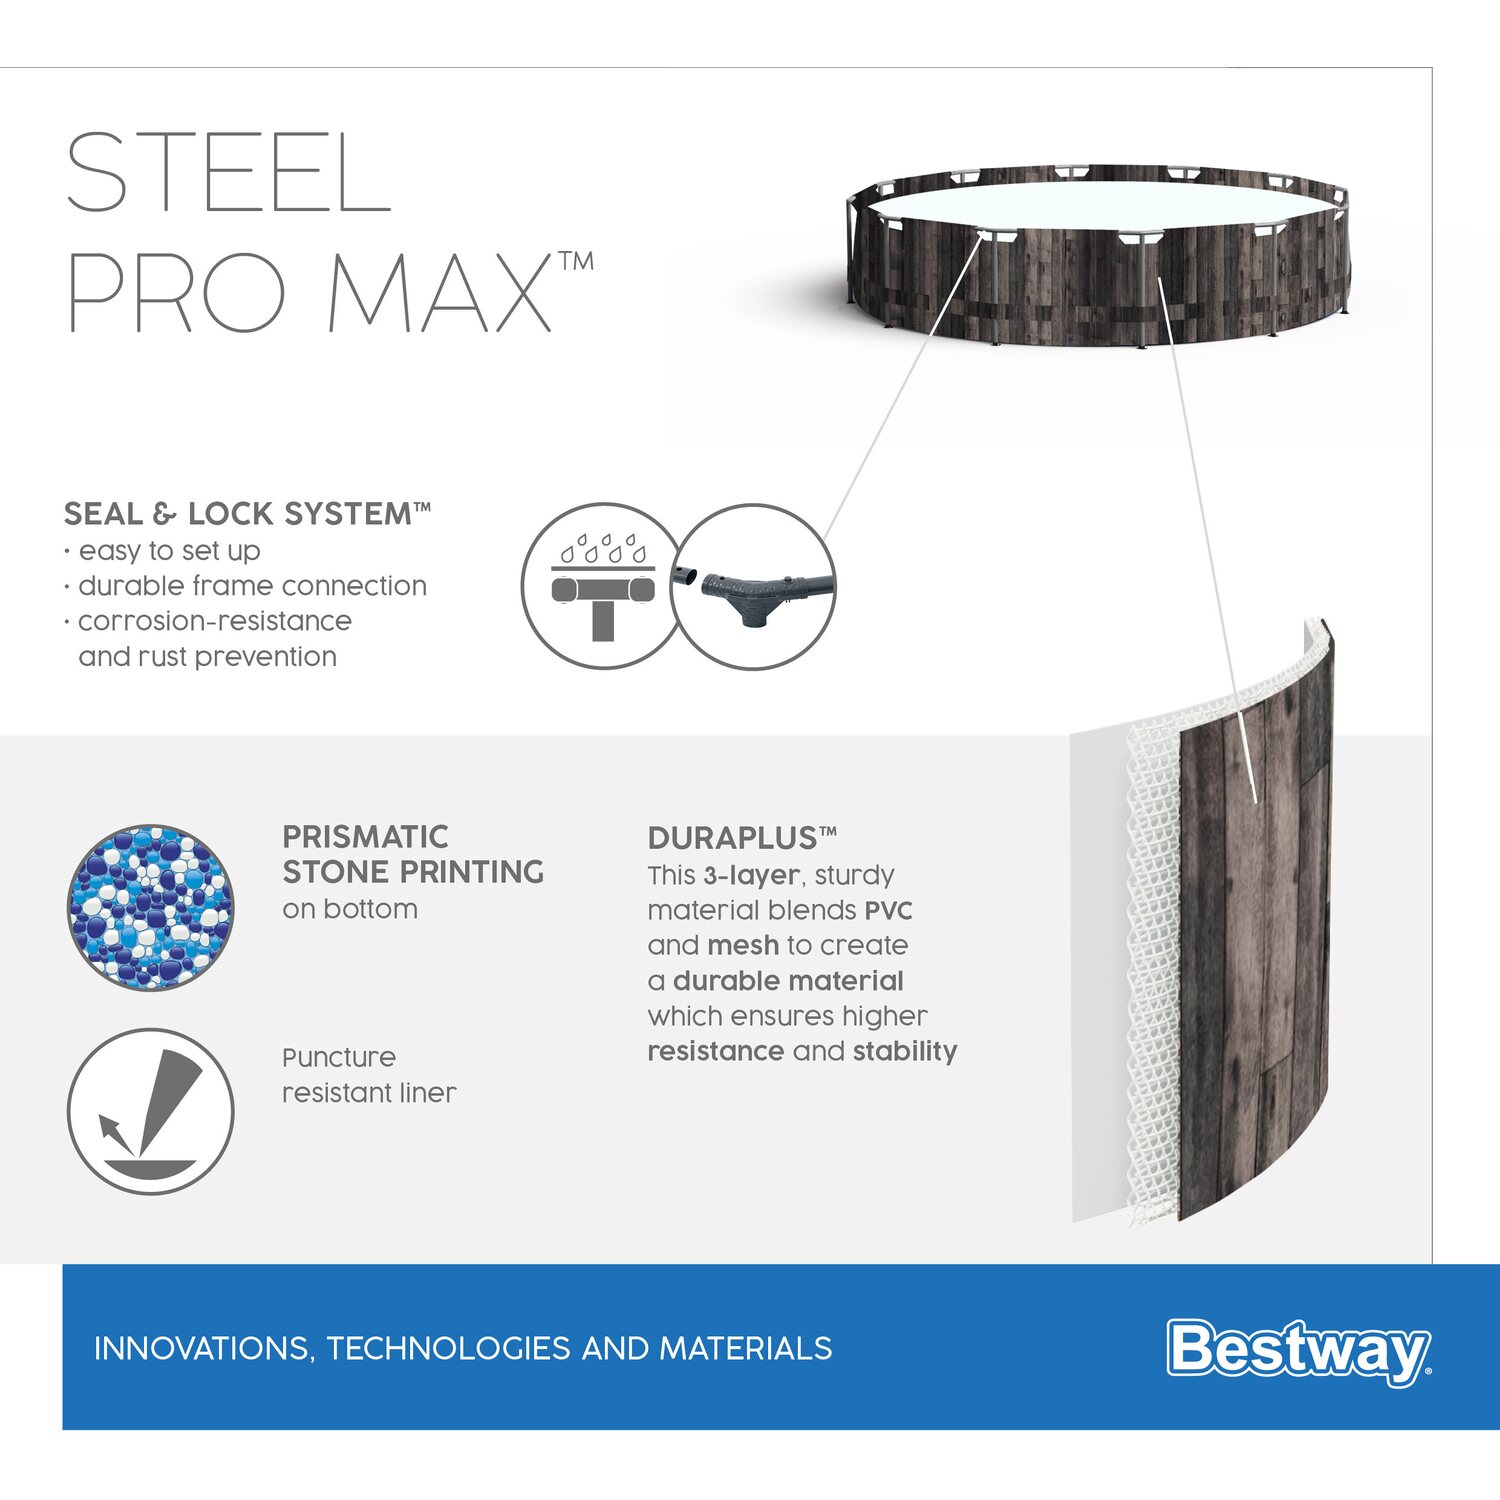 STEEL
PRO MAX™
SEAL & LOCK SYSTEM™
· easy to set up
· durable frame connection
· corrosion-resistance
and rust prevention
PRISMATIC
STONE PRINTING
on bottom
Puncture
resistant liner
DURAPLUS™
This 3-layer, sturdy
material blends PVC
and mesh to create
a durable material
which ensures higher
resistance and stability
INNOVATIONS, TECHNOLOGIES AND MATERIALS
Bestway®